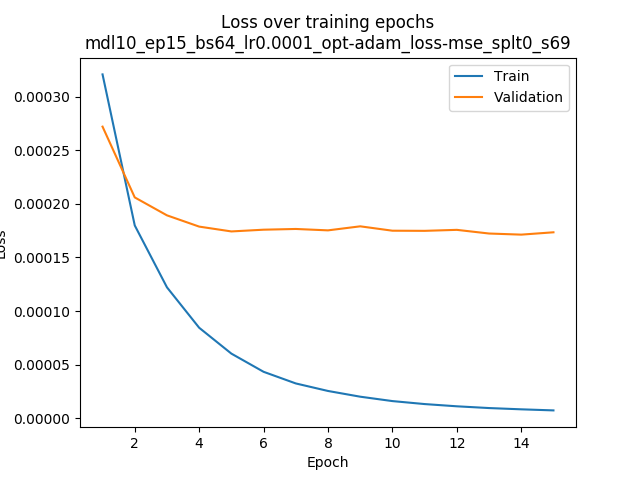 Loss over training epochs
mdl10_ep15_bs64_lr0.0001_opt-adam_loss-mse_splt0_s69
Train
Validation
0.00030
0.00025
0.00020
0.00015
0.00010
0.00005
0.00000
Loss
2 4 6 8 10 12 14
Epoch